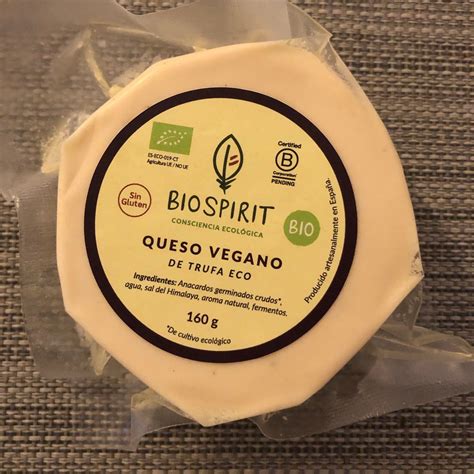 ES-ECO-019-CT
Agricultura UE / NO UE
Certified
B
Corporation
PENDING
Sin
Gluten
BIOSPIRIT
CONSCIENCIA ECOLÓGICA
BIO
QUESO VEGANO
DE TRUFA ECO
Ingredientes: Anacardos germinados crudos*,
agua, sal del Himalaya, aroma natural, fermentos.
160 g
*De cultivo ecológico
Producido artesanalmente en España.